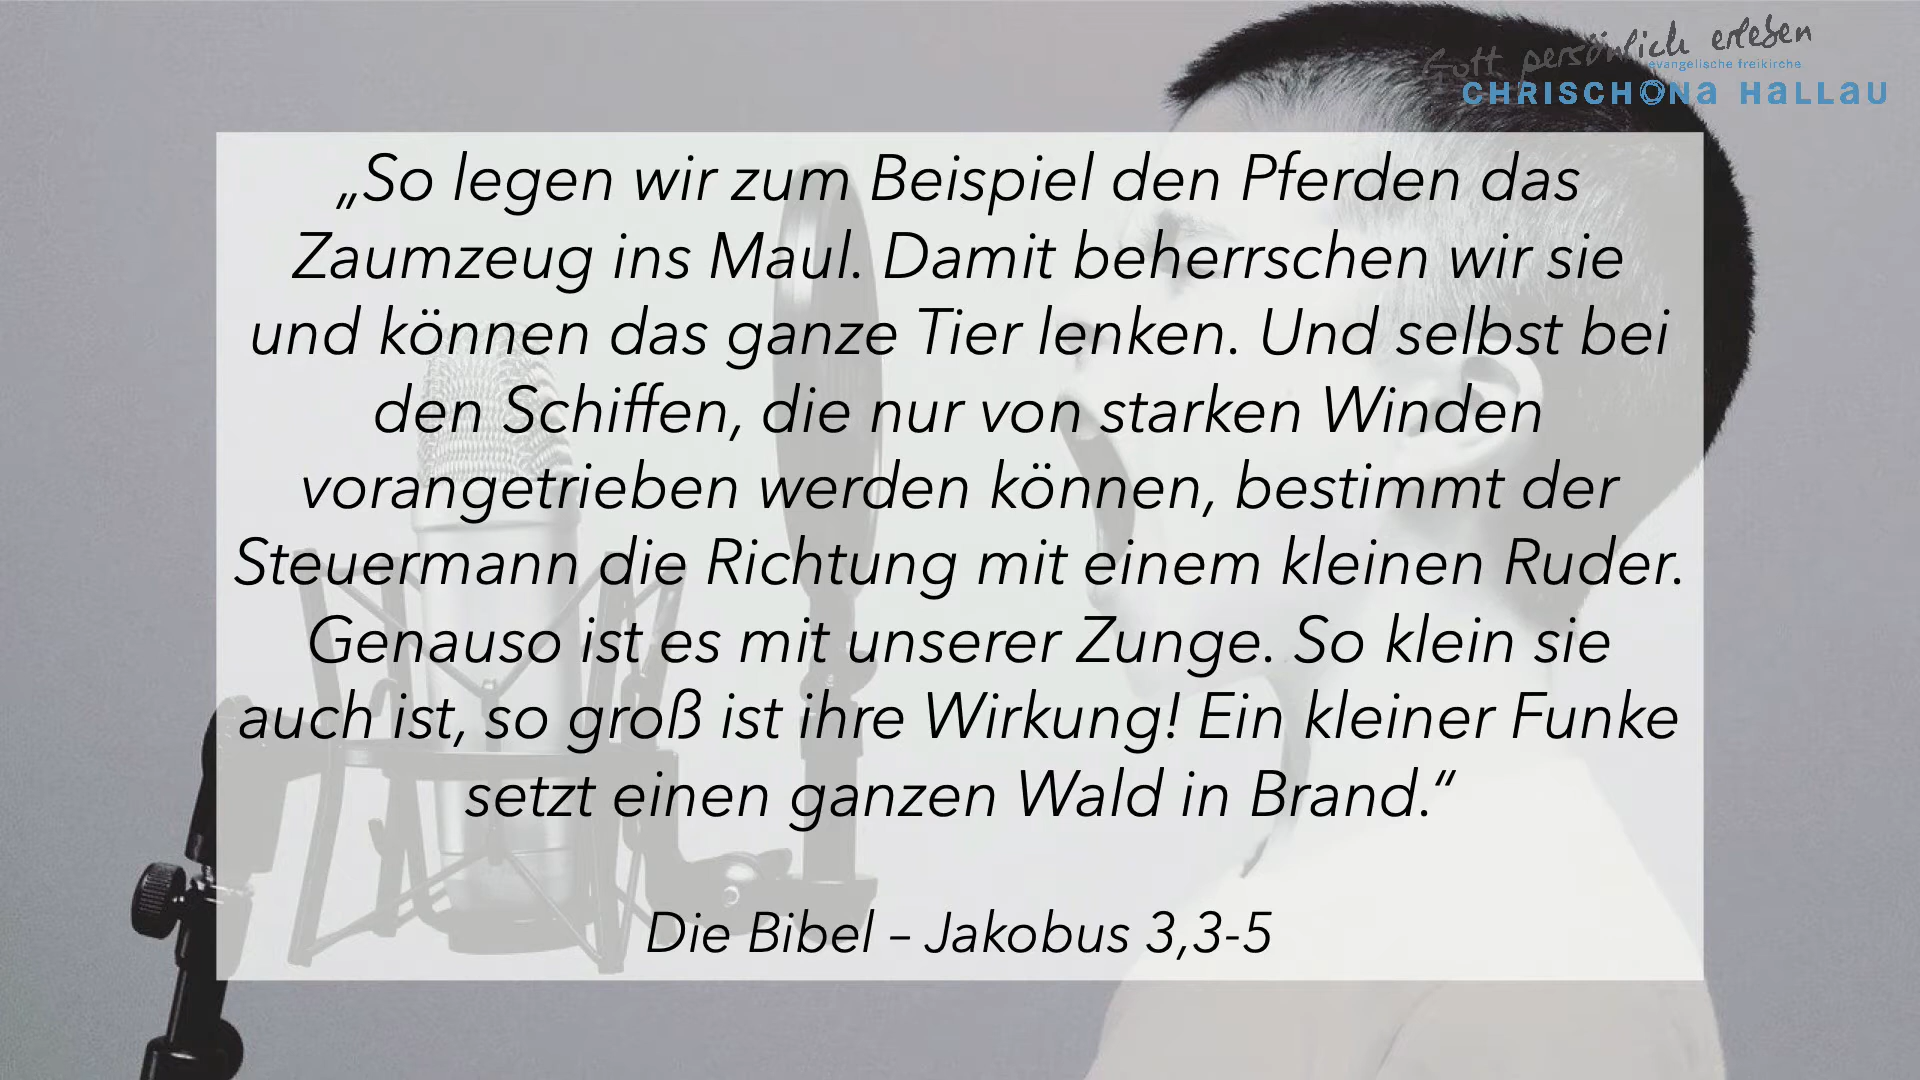 Gott persönlich erleben
evangelische freikirche
CHRISCHONa HaLLaU
„So legen wir zum Beispiel den Pferden das
Zaumzeug ins Maul. Damit beherrschen wir sie
und können das ganze Tier lenken. Und selbst bei
den Schiffen, die nur von starken Winden
vorangetrieben werden können, bestimmt der
Steuermann die Richtung mit einem kleinen Ruder.
Genauso ist es mit unserer Zunge. So klein sie
auch ist, so groß ist ihre Wirkung! Ein kleiner Funke
setzt einen ganzen Wald in Brand.“
Die Bibel – Jakobus 3,3-5